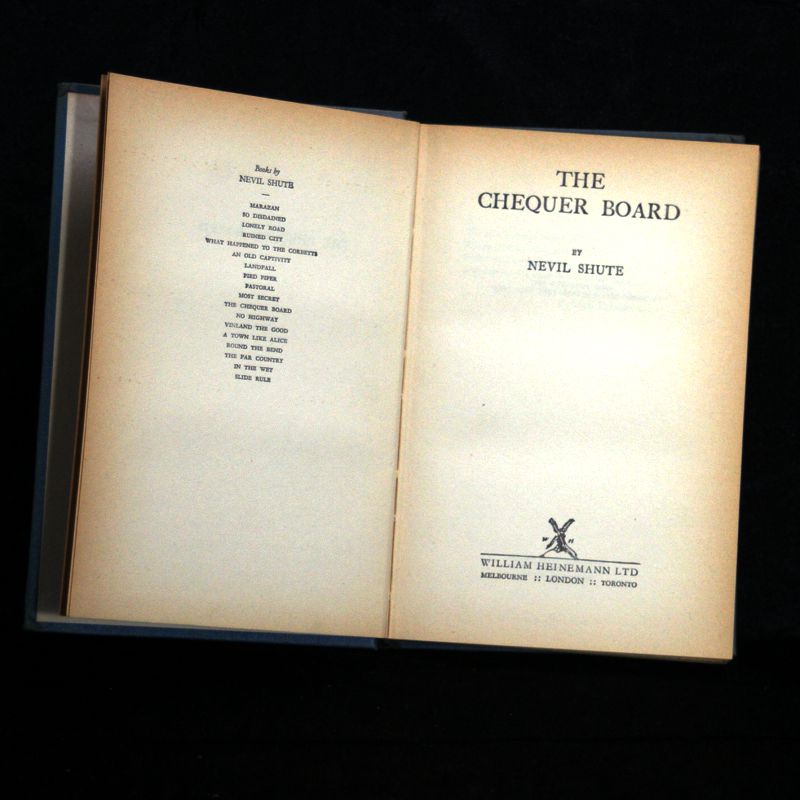 Books by
NEVIL SHUTE
MARAZAN
SO DISDAINED
LONELY ROAD
RUINED CITY
WHAT HAPPENED TO THE CORBETTS
AN OLD CAPTIVITY
LANDFALL
PIED PIPER
PASTORAL
MOST SECRET
THE CHEQUER BOARD
NO HIGHWAY
VINLAND THE GOOD
A TOWN LIKE ALICE
ROUND THE BEND
THE FAR COUNTRY
IN THE WET
SLIDE RULE
THE
CHEQUER BOARD
BY
NEVIL SHUTE
W H
WILLIAM HEINEMANN LTD
MELBOURNE :: LONDON :: TORONTO